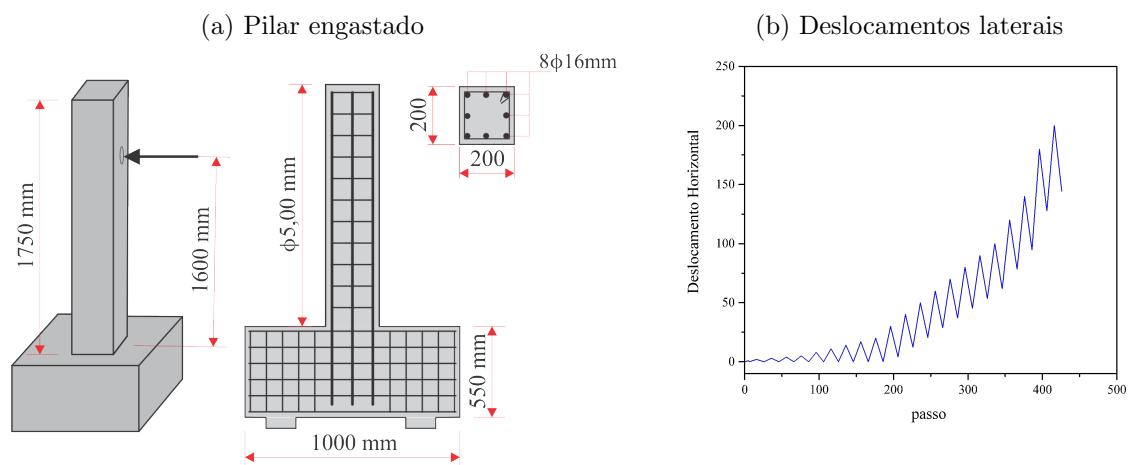 (a) Pilar engastado
1750 mm
1600 mm
ϕ5,00 mm
8ϕ16mm
200
200
550 mm
1000 mm
(b) Deslocamentos laterais
Deslocamento Horizontal
250
200
150
100
50
0
0
100
200
300
400
500
passo